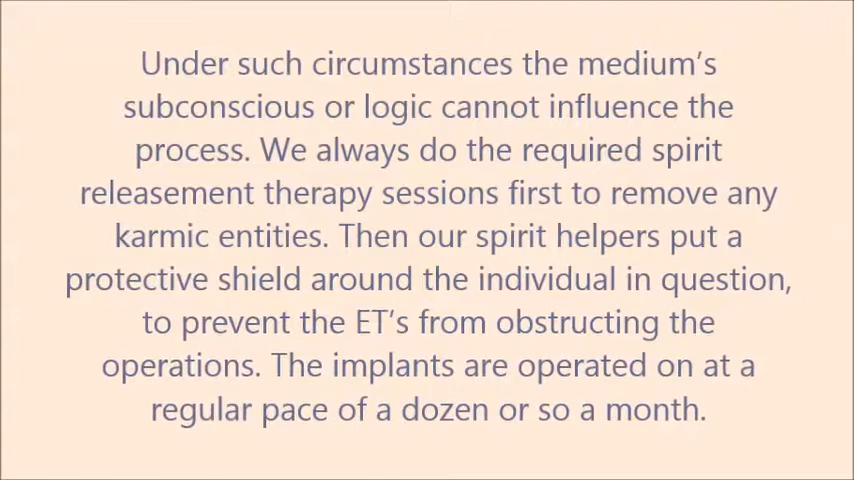 Under such circumstances the medium’s
subconscious or logic cannot influence the
process. We always do the required spirit
releasement therapy sessions first to remove any
karmic entities. Then our spirit helpers put a
protective shield around the individual in question,
to prevent the ET’s from obstructing the
operations. The implants are operated on at a
regular pace of a dozen or so a month.